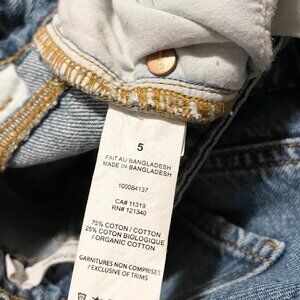 5
FAIT AU BANGLADESH
MADE IN BANGLADESH
100084137
CA# 11319
RN# 121340
75% COTON / COTTON
25% COTON BIOLOGIQUE
/ ORGANIC COTTON
GARNITURES NON COMPRISES
/ EXCLUSIVE OF TRIMS